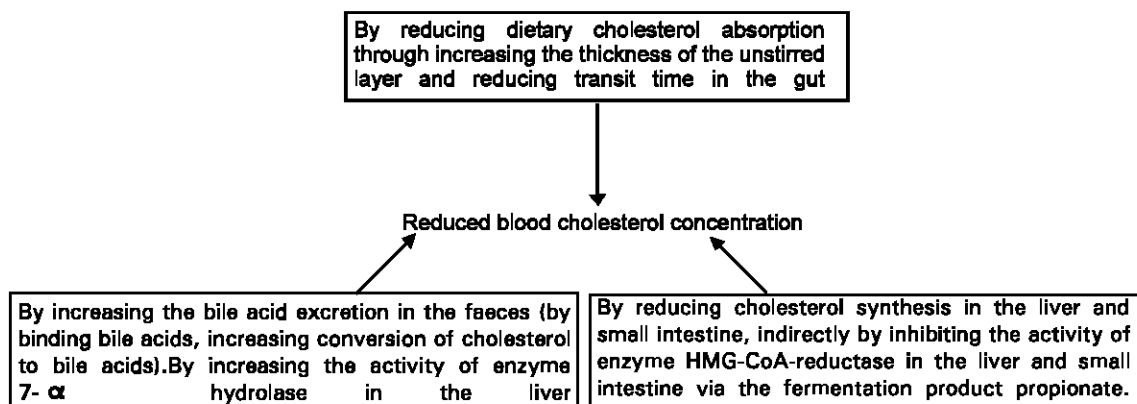 By reducing dietary cholesterol absorption
through increasing the thickness of the unstirred
layer and reducing transit time in the gut
Reduced blood cholesterol concentration
By increasing the bile acid excretion in the faeces (by
binding bile acids, increasing conversion of cholesterol
to bile acids).By increasing the activity of enzyme
7- α hydrolase in the liver
By reducing cholesterol synthesis in the liver and
small intestine, indirectly by inhibiting the activity of
enzyme HMG-CoA-reductase in the liver and small
intestine via the fermentation product propionate.